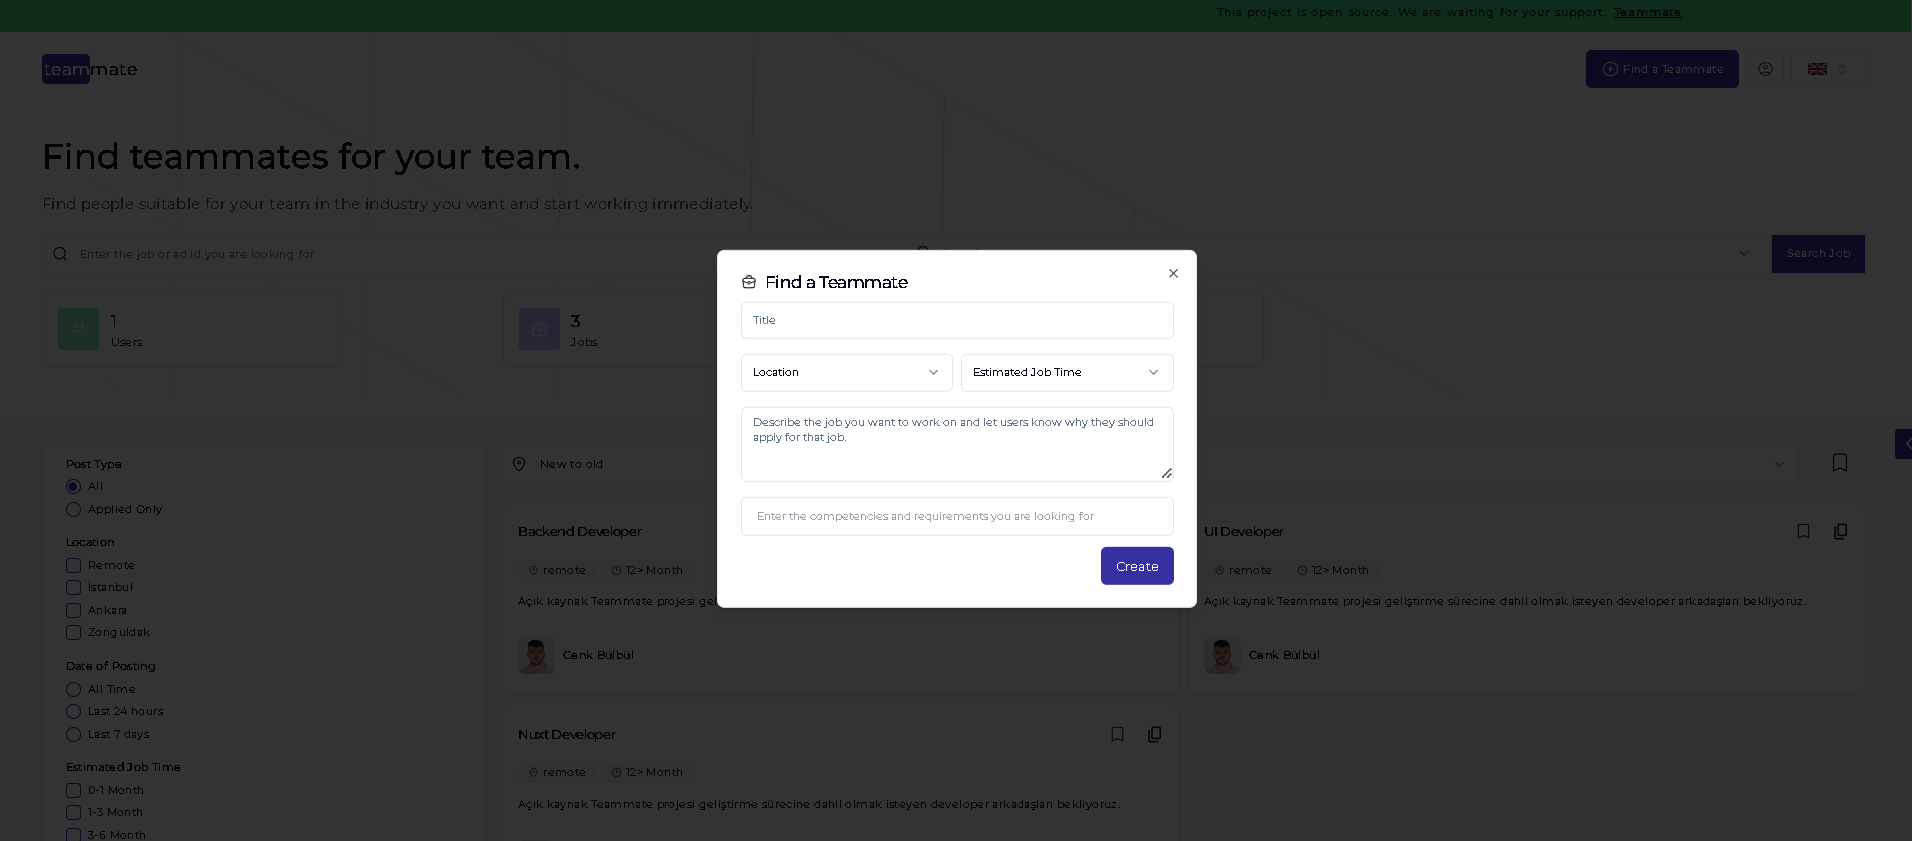 This project is open source. We are waiting for your support. Teammate
teammate
Find a Teammate
Find teammates for your team.
Find people suitable for your team in the industry you want and start working immediately.
Enter the job or ad id you are looking for
Search Job
1
Users
3
Jobs
Find a Teammate
Title
Location
Estimated Job Time
Describe the job you want to work on and let users know why they should
apply for that job.
Enter the competencies and requirements you are looking for
Create
Post Type
All
Applied Only
Location
Remote
İstanbul
Ankara
Zonguldak
Date of Posting
All Time
Last 24 hours
Last 7 days
Estimated Job Time
0-1 Month
1-3 Month
3-6 Month
New to old
Backend Developer
remote
12> Month
Açık kaynak Teammate projesi
Cenk Bülbül
UI Developer
remote
12> Month
Açık kaynak Teammate projesi geliştirme sürecine dahil olmak isteyen developer arkadaşları bekliyoruz.
Cenk Bülbül
Nuxt Developer
remote
12> Month
Açık kaynak Teammate projesi geliştirme sürecine dahil olmak isteyen developer arkadaşları bekliyoruz.